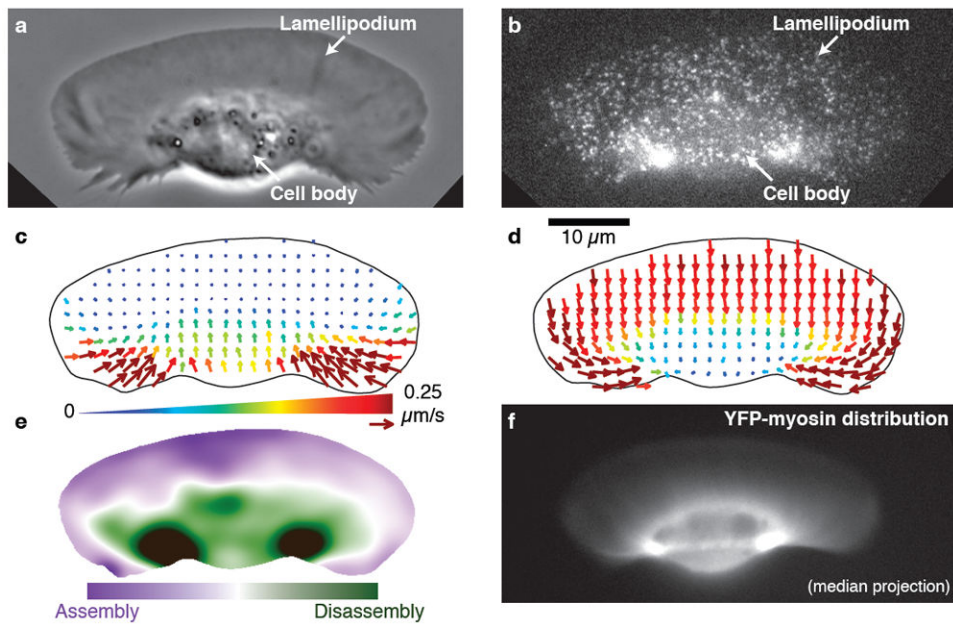 a
Lamellipodium
Cell body
b
Lamellipodium
Cell body
c
d
10 µm
0
0.25
µm/s
e
Assembly
Disassembly
f
YFP-myosin distribution
(median projection)